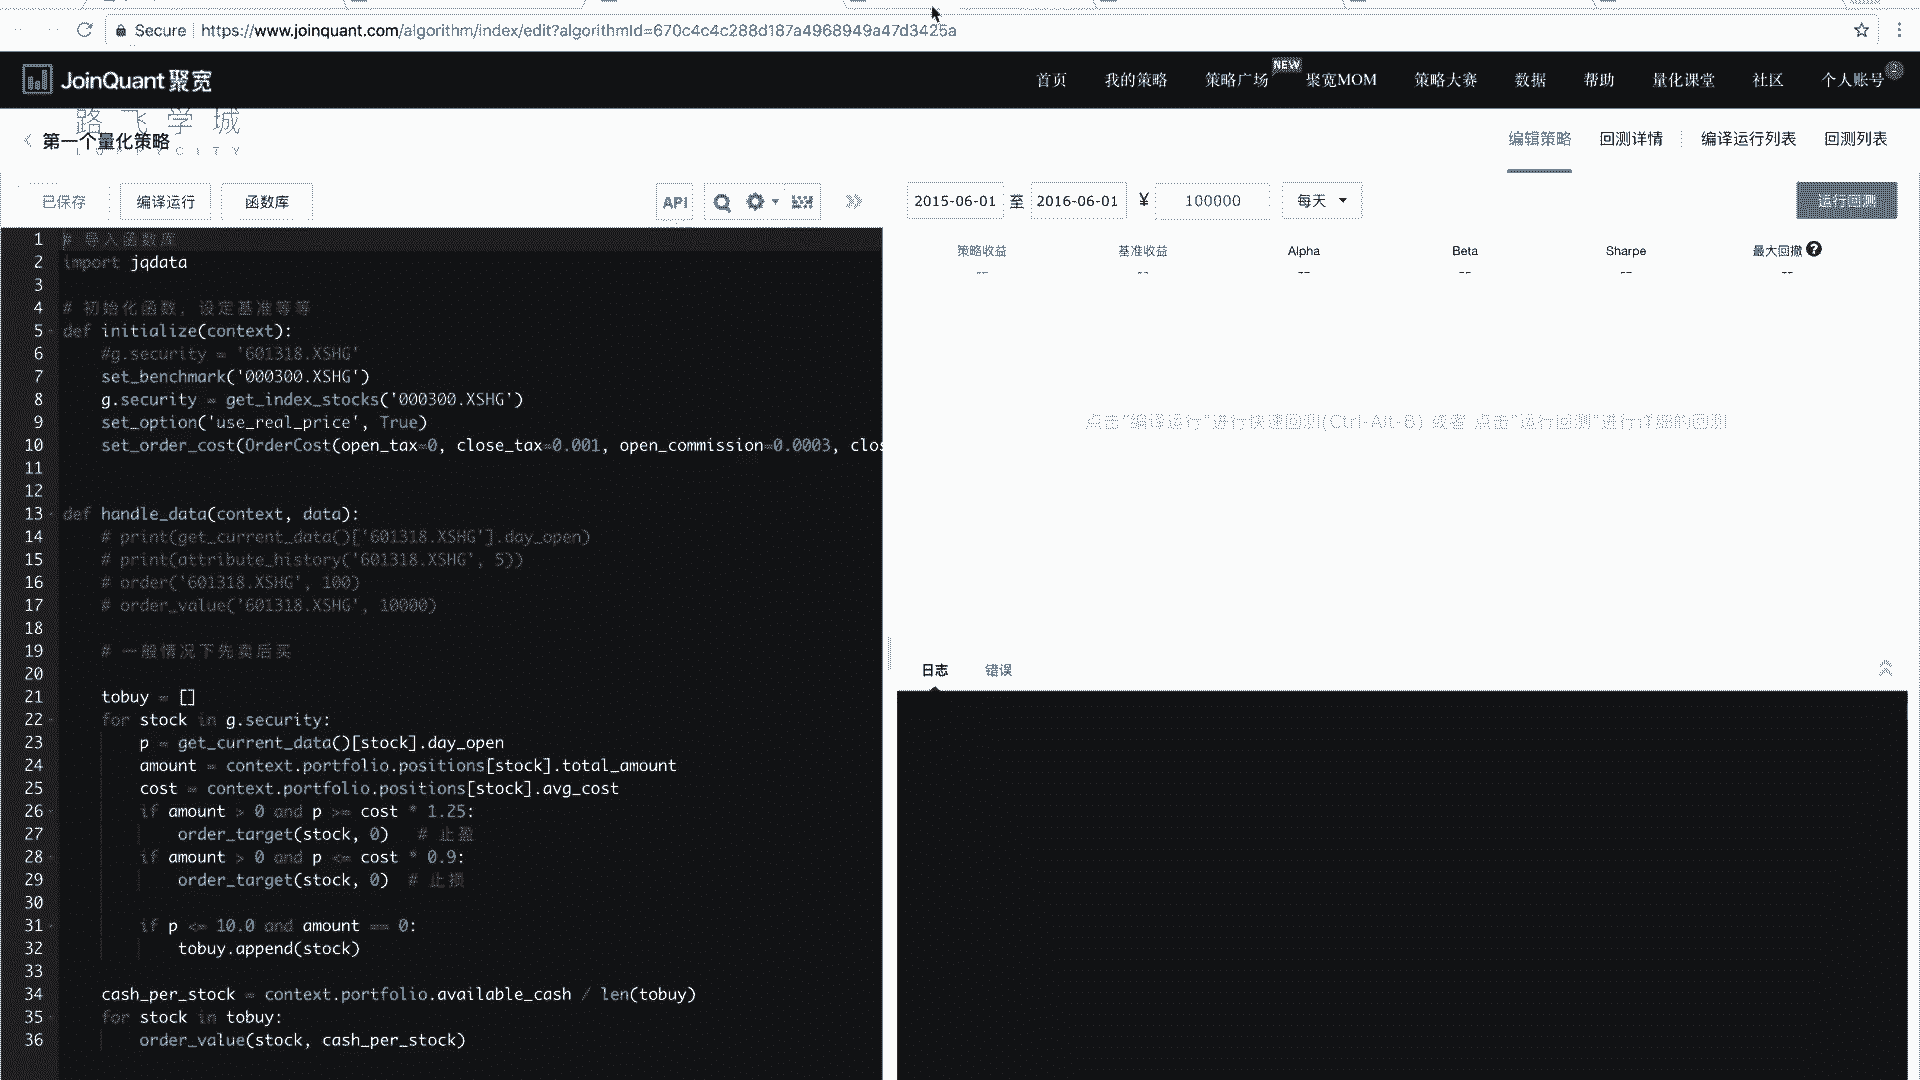 Secure https://www.joinquant.com/algorithm/index/edit?algorithmId=670c4c4c288d187a4968949a47d3425a
JoinQuant 聚宽 首页 我的策略 策略广场 NEW 聚宽MOM 策略大赛 数据 帮助 量化课堂 社区 个人账号 2
路飞学城
LUFFYCITY
第一个量化策略 编辑策略 回测详情 编译运行列表 回测列表
已保存 编译运行 函数库 API 2015-06-01 至 2016-06-01 ¥ 100000 每天 运行回测
策略收益 基准收益 Alpha Beta Sharpe 最大回撤
-- -- -- -- -- --
点击"编译运行"进行快速回测(Ctrl-Alt-B) 或者 点击"运行回测"进行详细的回测
日志 错误
1 # 导入函数库
2 import jqdata
3
4 # 初始化函数，设定基准等等
5 def initialize(context):
6 #g.security = '601318.XSHG'
7 set_benchmark('000300.XSHG')
8 g.security = get_index_stocks('000300.XSHG')
9 set_option('use_real_price', True)
10 set_order_cost(OrderCost(open_tax=0, close_tax=0.001, open_commission=0.0003, clos
11
12
13 def handle_data(context, data):
14 # print(get_current_data()['601318.XSHG'].day_open)
15 # print(attribute_history('601318.XSHG', 5))
16 # order('601318.XSHG', 100)
17 # order_value('601318.XSHG', 10000)
18
19 # 一般情况下先卖后买
20
21 tobuy = []
22 for stock in g.security:
23 p = get_current_data()[stock].day_open
24 amount = context.portfolio.positions[stock].total_amount
25 cost = context.portfolio.positions[stock].avg_cost
26 if amount > 0 and p >= cost * 1.25:
27 order_target(stock, 0) # 止盈
28 if amount > 0 and p <= cost * 0.9:
29 order_target(stock, 0) # 止损
30
31 if p <= 10.0 and amount == 0:
32 tobuy.append(stock)
33
34 cash_per_stock = context.portfolio.available_cash / len(tobuy)
35 for stock in tobuy:
36 order_value(stock, cash_per_stock)